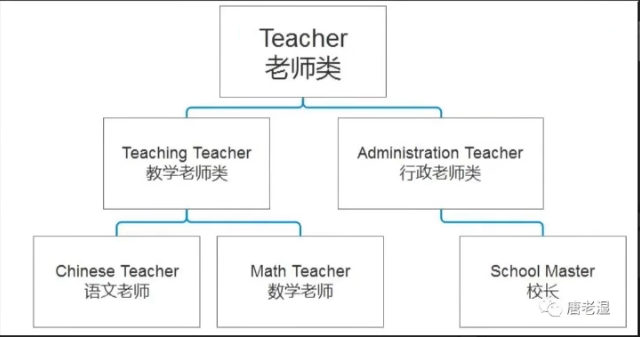 Teacher
老师类
Teaching Teacher
教学老师类
Administration Teacher
行政老师类
Chinese Teacher
语文老师
Math Teacher
数学老师
School Master
校长
唐老湿